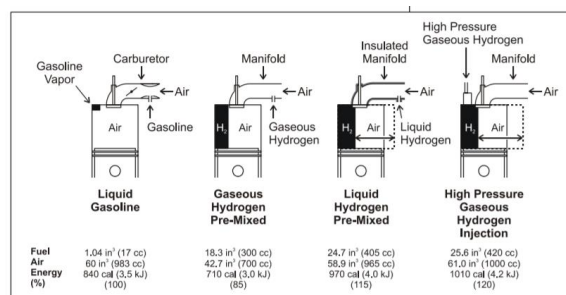 High Pressure
Gaseous Hydrogen
Insulated
Manifold
Gasoline
Vapor
Carburetor
Manifold
Air
Air
Air
Air
Air
Gasoline
H₂
Air
Gaseous
Hydrogen
H₂
Air
Liquid
Hydrogen
H₂
Air
Liquid
Gasoline
Gaseous
Hydrogen
Pre-Mixed
Liquid
Hydrogen
Pre-Mixed
High Pressure
Gaseous
Hydrogen
Injection
Fuel 1.04 in³ (17 cc) 18.3 in³ (300 cc) 24.7 in³ (405 cc) 25.6 in³ (420 cc)
Air 60 in³ (983 cc) 42.7 in³ (700 cc) 58.9 in³ (965 cc) 61.0 in³ (1000 cc)
Energy 840 cal (3,5 kJ) 710 cal (3,0 kJ) 970 cal (4,0 kJ) 1010 cal (4,2 kJ)
(%) (100) (85) (115) (120)